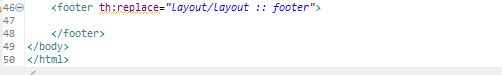 46 <footer th:replace="layout/layout :: footer">
47
48 </footer>
49 </body>
50 </html>